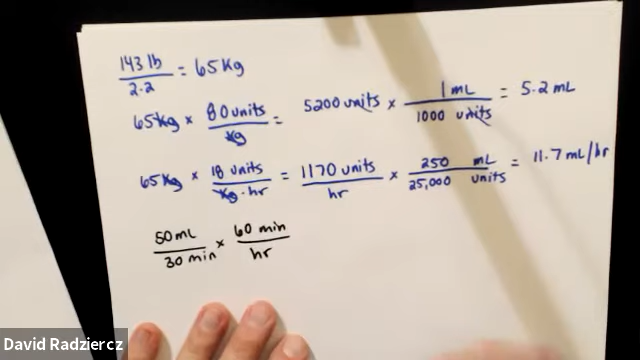 143 lb / 2.2 = 65 Kg
65 kg × 80 units / kg = 5200 units × 1 mL / 1000 units = 5.2 mL
65 kg × 18 units / kg · hr = 1170 units / hr × 250 mL / 25,000 units = 11.7 mL/hr
50 mL / 30 min × 60 min / hr
David Radziercz